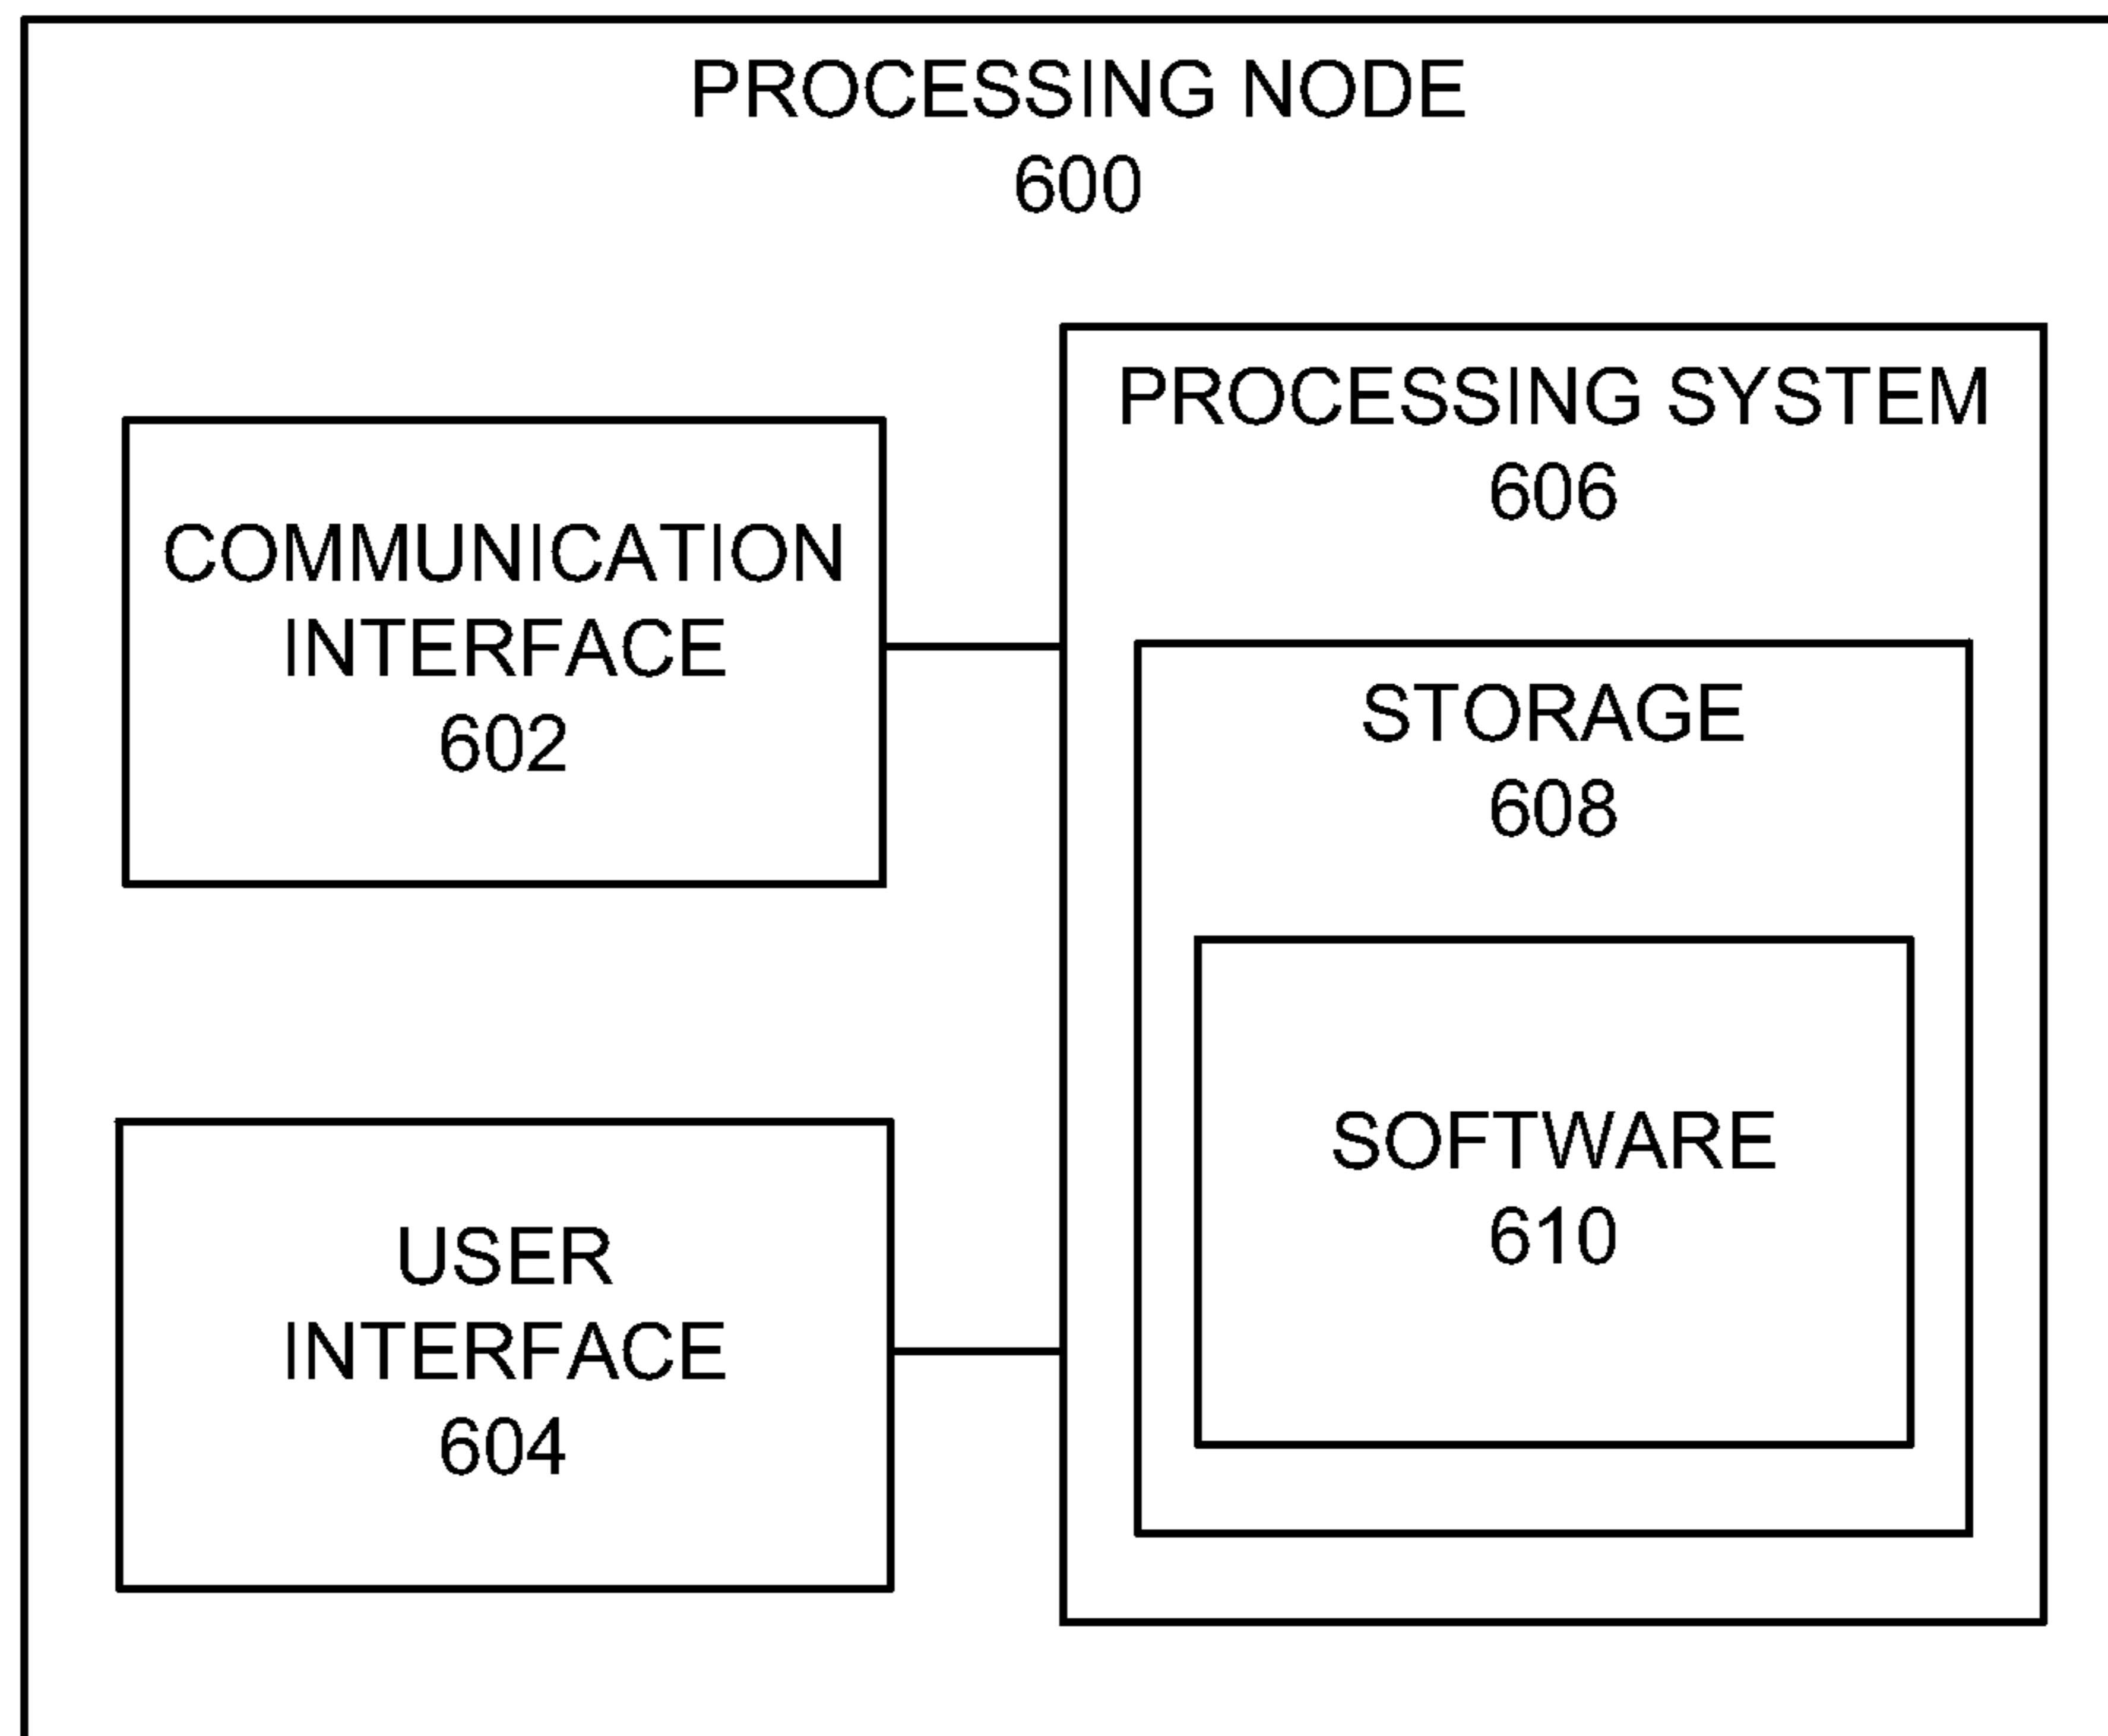 PROCESSING NODE
600
PROCESSING SYSTEM
606
COMMUNICATION
INTERFACE
602
STORAGE
608
SOFTWARE
610
USER
INTERFACE
604